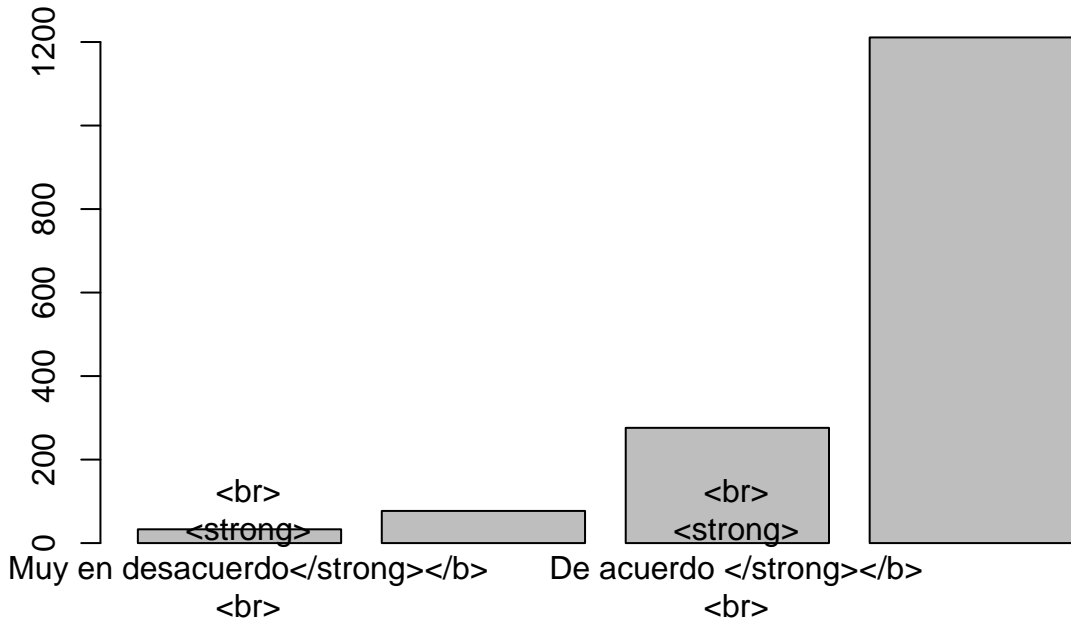 1200
800
600
400
200
0
<br>
<strong>
Muy en desacuerdo</strong></b>
<br>
<br>
<strong>
De acuerdo </strong></b>
<br>